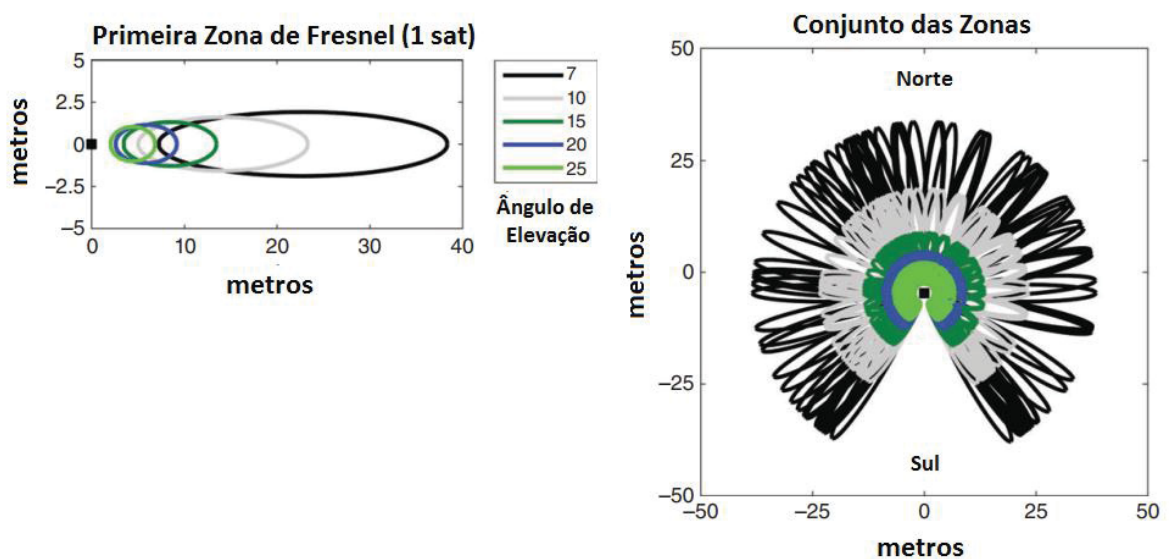 Primeira Zona de Fresnel (1 sat)
5
2.5
0
−2.5
−5
metros
0
10
20
30
40
metros
7
10
15
20
25
Ângulo de
Elevação
Conjunto das Zonas
50
25
0
−25
−50
metros
Norte
Sul
−50
−25
0
25
50
metros